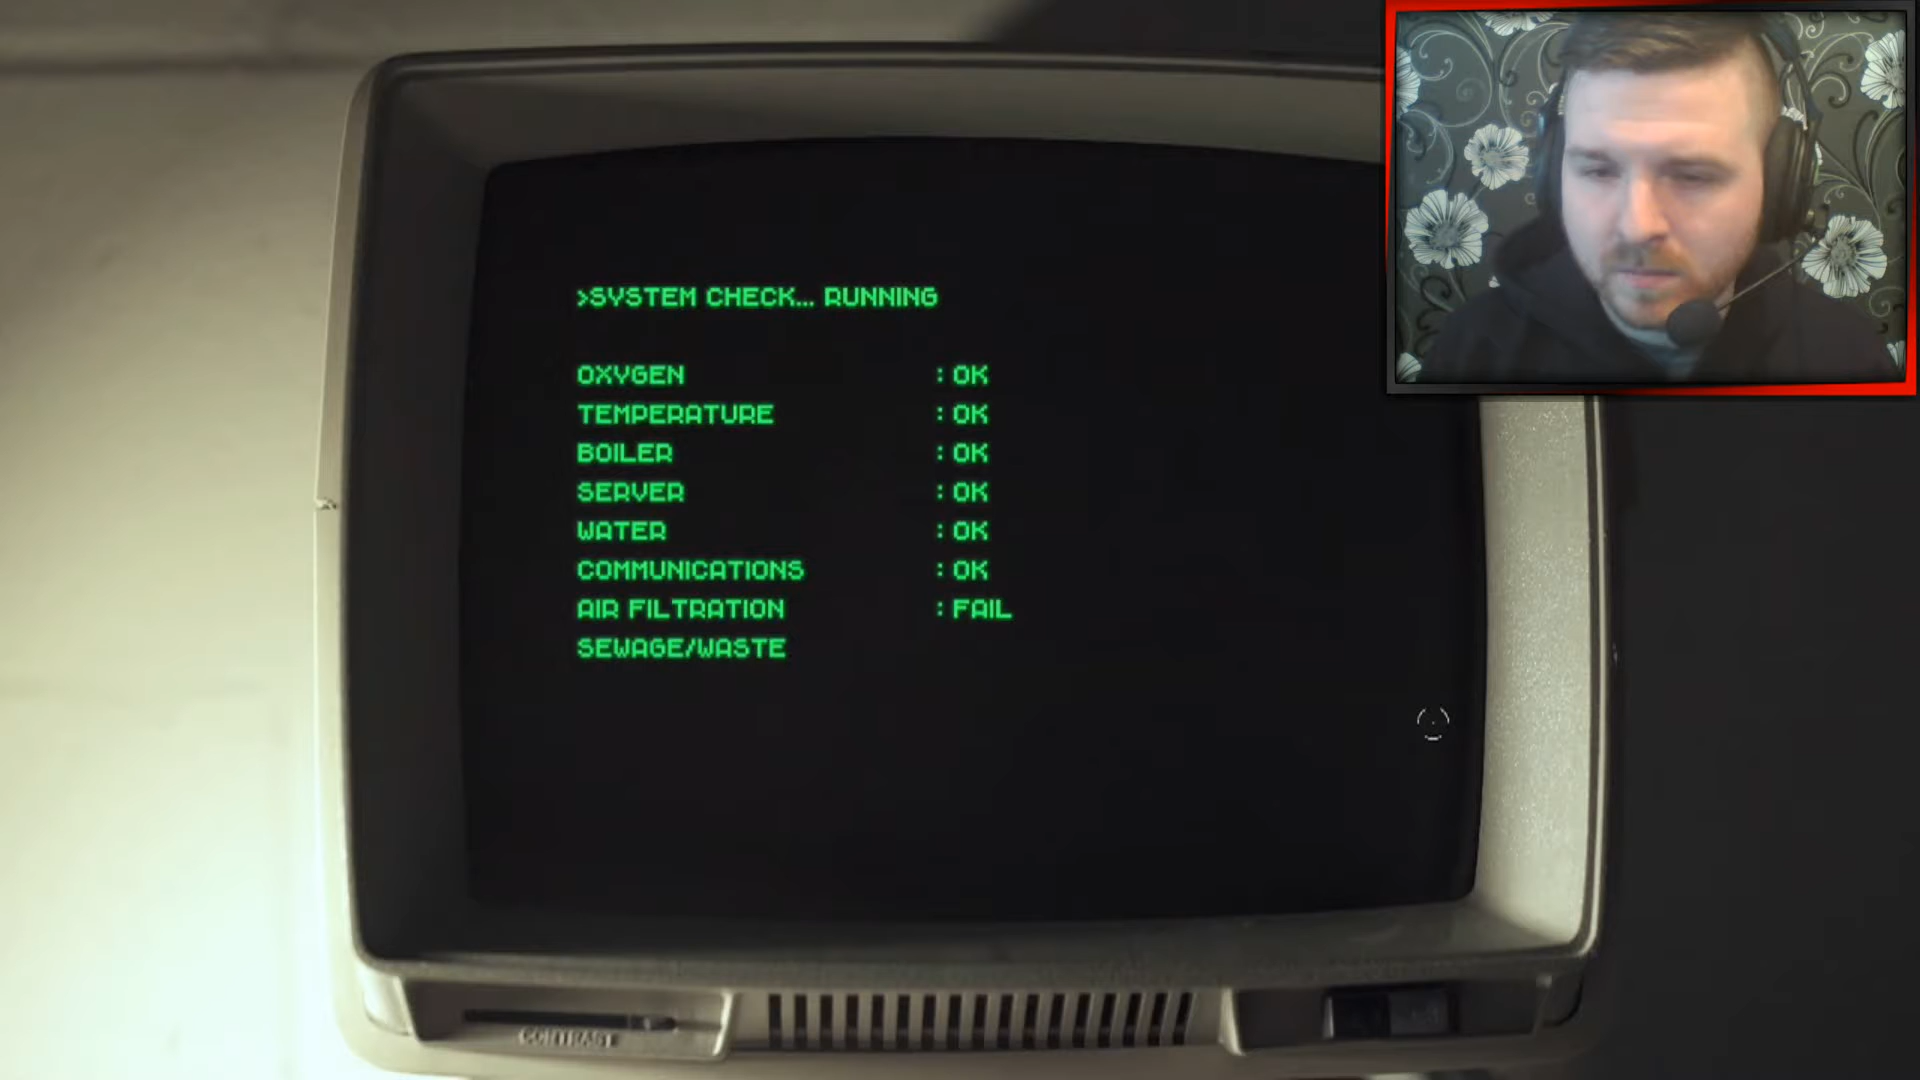 >SYSTEM CHECK... RUNNING
OXYGEN : OK
TEMPERATURE : OK
BOILER : OK
SERVER : OK
WATER : OK
COMMUNICATIONS : OK
AIR FILTRATION : FAIL
SEWAGE/WASTE
CONTRAST